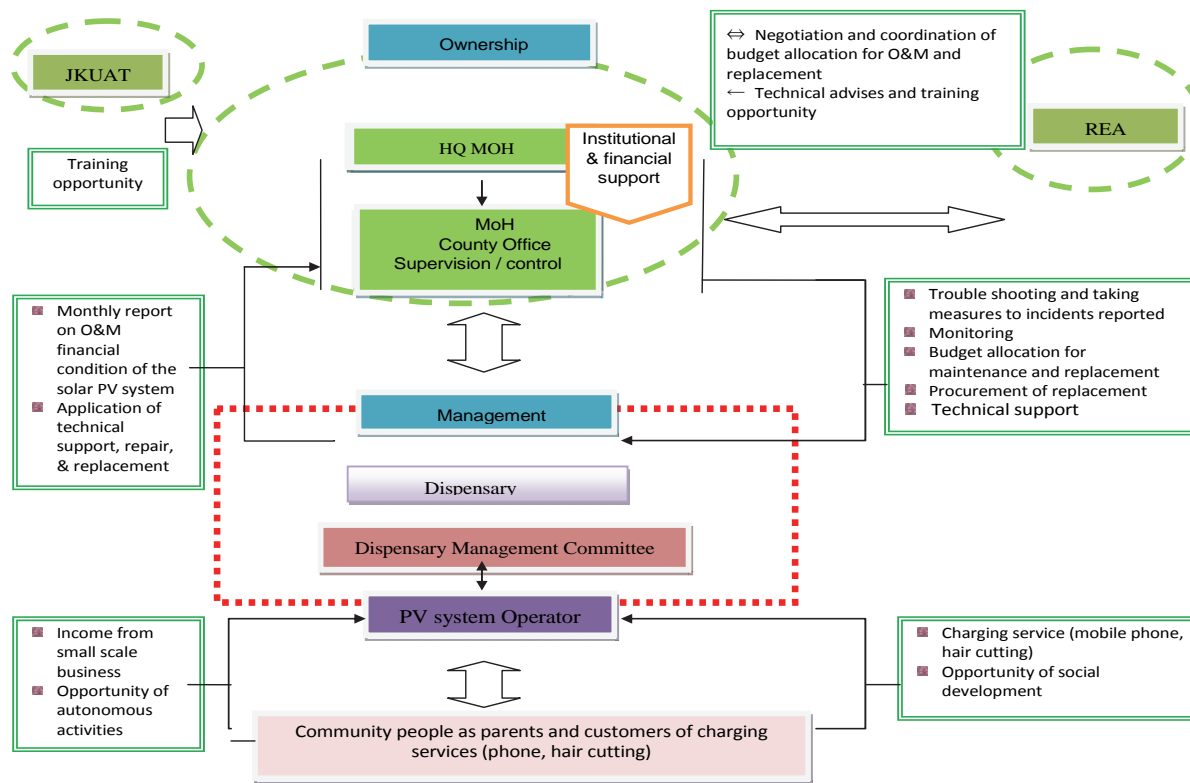 JKUAT
Training
opportunity
Ownership
⇔ Negotiation and coordination of
budget allocation for O&M and
replacement
← Technical advises and training
opportunity
REA
HQ MOH
Institutional
& financial
support
MoH
County Office
Supervision / control
Monthly report
on O&M
financial
condition of the
solar PV system
Application of
technical
support, repair,
& replacement
Trouble shooting and taking
measures to incidents reported
Monitoring
Budget allocation for
maintenance and replacement
Procurement of replacement
Technical support
Management
Dispensary
Dispensary Management Committee
PV system Operator
Income from
small scale
business
Opportunity of
autonomous
activities
Charging service (mobile phone,
hair cutting)
Opportunity of social
development
Community people as parents and customers of charging
services (phone, hair cutting)